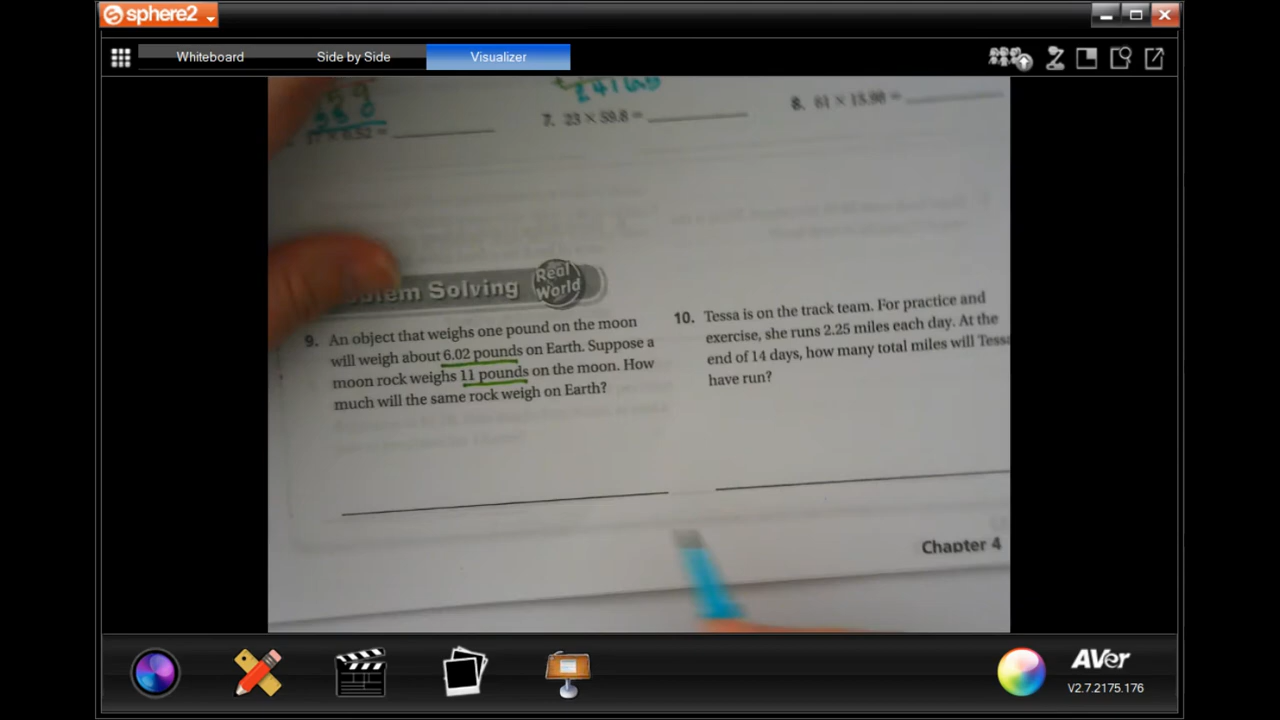 sphere2
Whiteboard Side by Side Visualizer
7. 23 × 59.8 =
8. 61 × 15.98 =
Problem Solving Real World
9. An object that weighs one pound on the moon
will weigh about 6.02 pounds on Earth. Suppose a
moon rock weighs 11 pounds on the moon. How
much will the same rock weigh on Earth?
10. Tessa is on the track team. For practice and
exercise, she runs 2.25 miles each day. At the
end of 14 days, how many total miles will Tessa
have run?
Chapter 4
AVer
V2.7.2175.176